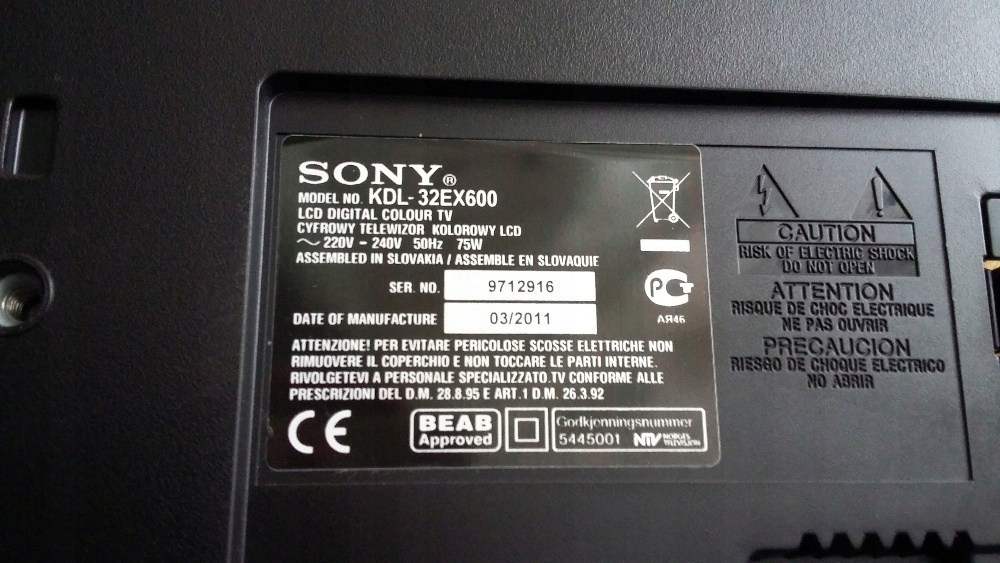 SONY®
MODEL NO. KDL-32EX600
LCD DIGITAL COLOUR TV
CYFROWY TELEWIZOR KOLOROWY LCD
～ 220V - 240V 50Hz 75W
ASSEMBLED IN SLOVAKIA / ASSEMBLE EN SLOVAQUIE
SER. NO. 9712916
DATE OF MANUFACTURE 03/2011
ATTENZIONE! PER EVITARE PERICOLOSE SCOSSE ELETTRICHE NON
RIMUOVERE IL COPERCHIO E NON TOCCARE LE PARTI INTERNE.
RIVOLGETEVI A PERSONALE SPECIALIZZATO.TV CONFORME ALLE
PRESCRIZIONI DEL D.M. 28.8.95 E ART.1 D.M. 26.3.92
CE
BEAB
Approved
Godkjenningsnummer
5445001 NTV NORGES
TELEVISION
РСТ
АЯ46
CAUTION
RISK OF ELECTRIC SHOCK
DO NOT OPEN
ATTENTION
RISQUE DE CHOC ELECTRIQUE
NE PAS OUVRIR
PRECAUCION
RIESGO DE CHOQUE ELECTRICO
NO ABRIR